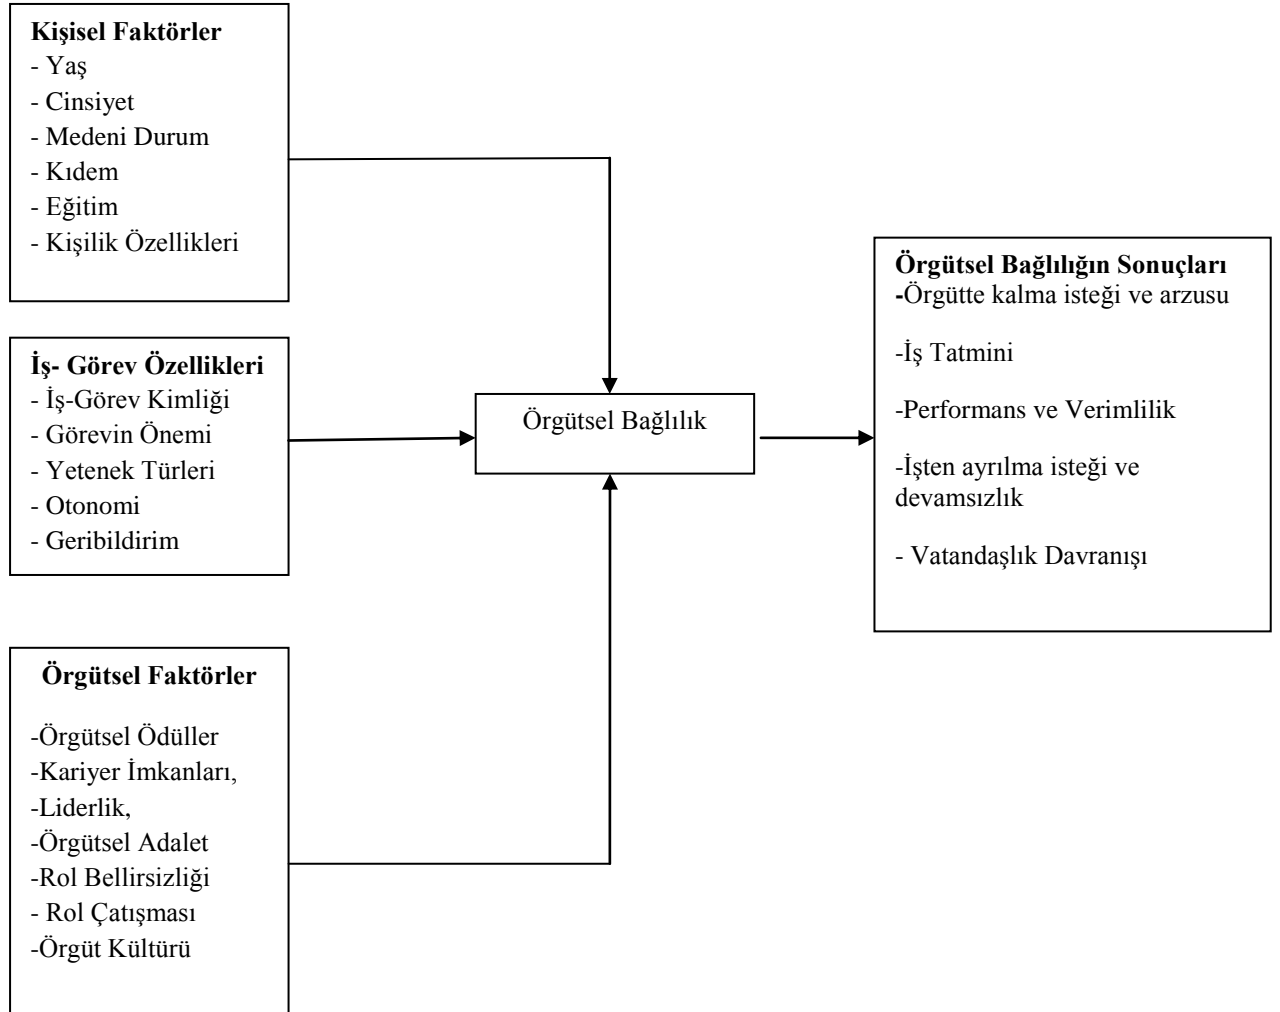 Kişisel Faktörler
- Yaş
- Cinsiyet
- Medeni Durum
- Kıdem
- Eğitim
- Kişilik Özellikleri
İş- Görev Özellikleri
- İş-Görev Kimliği
- Görevin Önemi
- Yetenek Türleri
- Otonomi
- Geribildirim
Örgütsel Faktörler
-Örgütsel Ödüller
-Kariyer İmkanları,
-Liderlik,
-Örgütsel Adalet
-Rol Bellirsizliği
- Rol Çatışması
-Örgüt Kültürü
Örgütsel Bağlılık
Örgütsel Bağlılığın Sonuçları
-Örgütte kalma isteği ve arzusu
-İş Tatmini
-Performans ve Verimlilik
-İşten ayrılma isteği ve
devamsızlık
- Vatandaşlık Davranışı